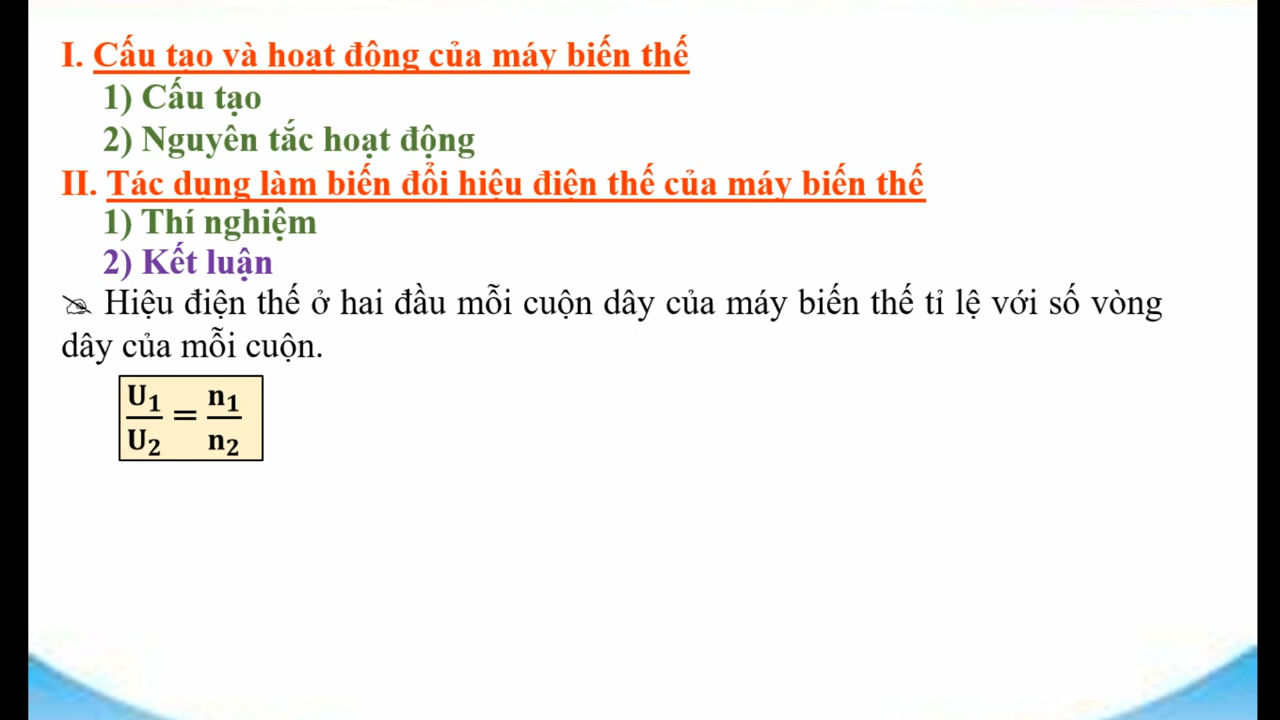 I. Cấu tạo và hoạt động của máy biến thế
1) Cấu tạo
2) Nguyên tắc hoạt động
II. Tác dụng làm biến đổi hiệu điện thế của máy biến thế
1) Thí nghiệm
2) Kết luận
Hiệu điện thế ở hai đầu mỗi cuộn dây của máy biến thế tỉ lệ với số vòng
dây của mỗi cuộn.
U₁/U₂ = n₁/n₂